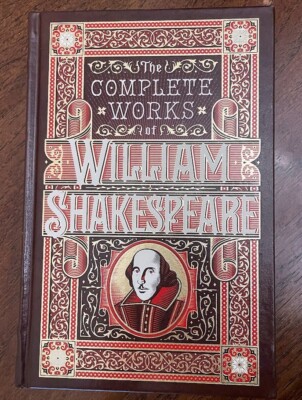 The
COMPLETE
WORKS
of
WILLIAM
SHAKESPEARE